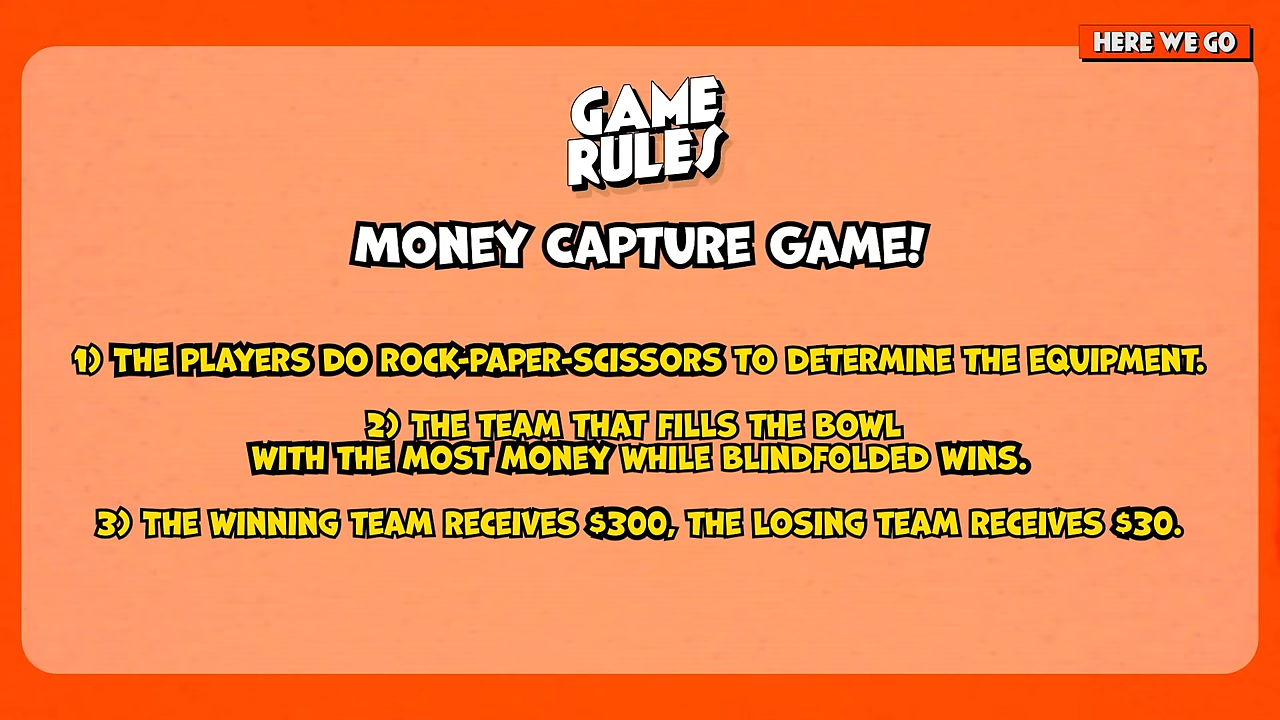 HERE WE GO
GAME
RULES
MONEY CAPTURE GAME!
1) THE PLAYERS DO ROCK-PAPER-SCISSORS TO DETERMINE THE EQUIPMENT.
2) THE TEAM THAT FILLS THE BOWL
WITH THE MOST MONEY WHILE BLINDFOLDED WINS.
3) THE WINNING TEAM RECEIVES $300, THE LOSING TEAM RECEIVES $30.